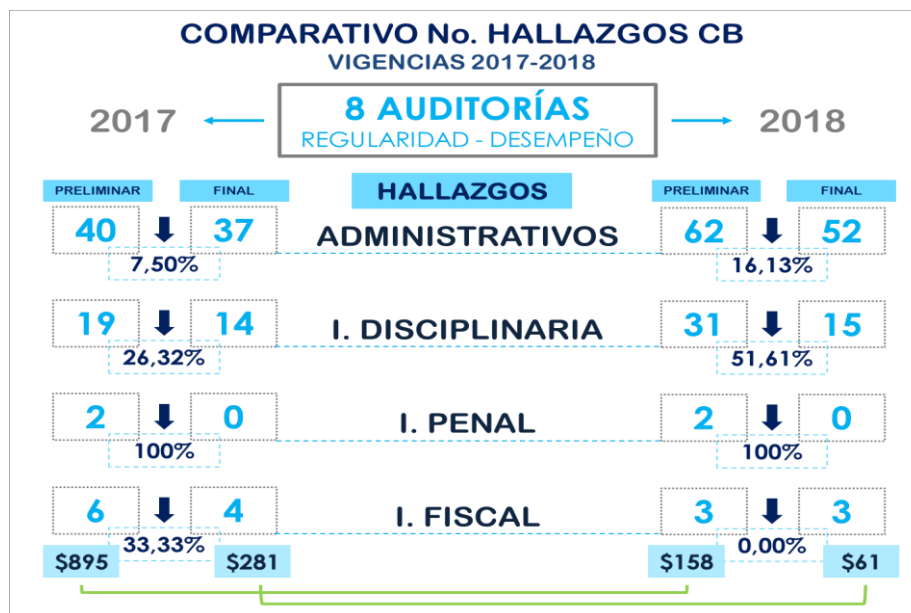 COMPARATIVO No. HALLAZGOS CB
VIGENCIAS 2017-2018
2017
8 AUDITORÍAS
REGULARIDAD - DESEMPEÑO
2018
PRELIMINAR FINAL HALLAZGOS PRELIMINAR FINAL
40 37 ADMINISTRATIVOS 62 52
7,50% 16,13%
19 14 I. DISCIPLINARIA 31 15
26,32% 51,61%
2 0 I. PENAL 2 0
100% 100%
6 4 I. FISCAL 3 3
33,33% 0,00%
$895 $281 $158 $61